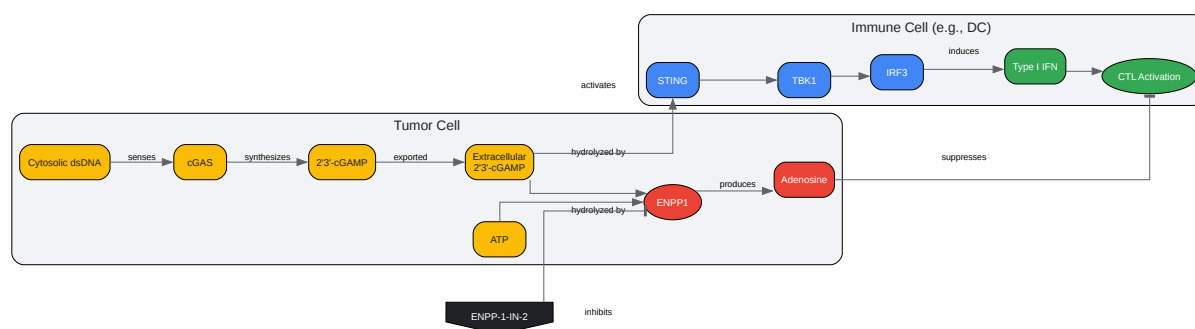 Immune Cell (e.g., DC)
STING
TBK1
IRF3
induces
Type I IFN
CTL Activation
activates
Tumor Cell
Cytosolic dsDNA
senses
cGAS
synthesizes
2'3'-cGAMP
exported
Extracellular
2'3'-cGAMP
hydrolyzed by
suppresses
ENPP1
produces
Adenosine
hydrolyzed by
ATP
ENPP-1-IN-2
inhibits